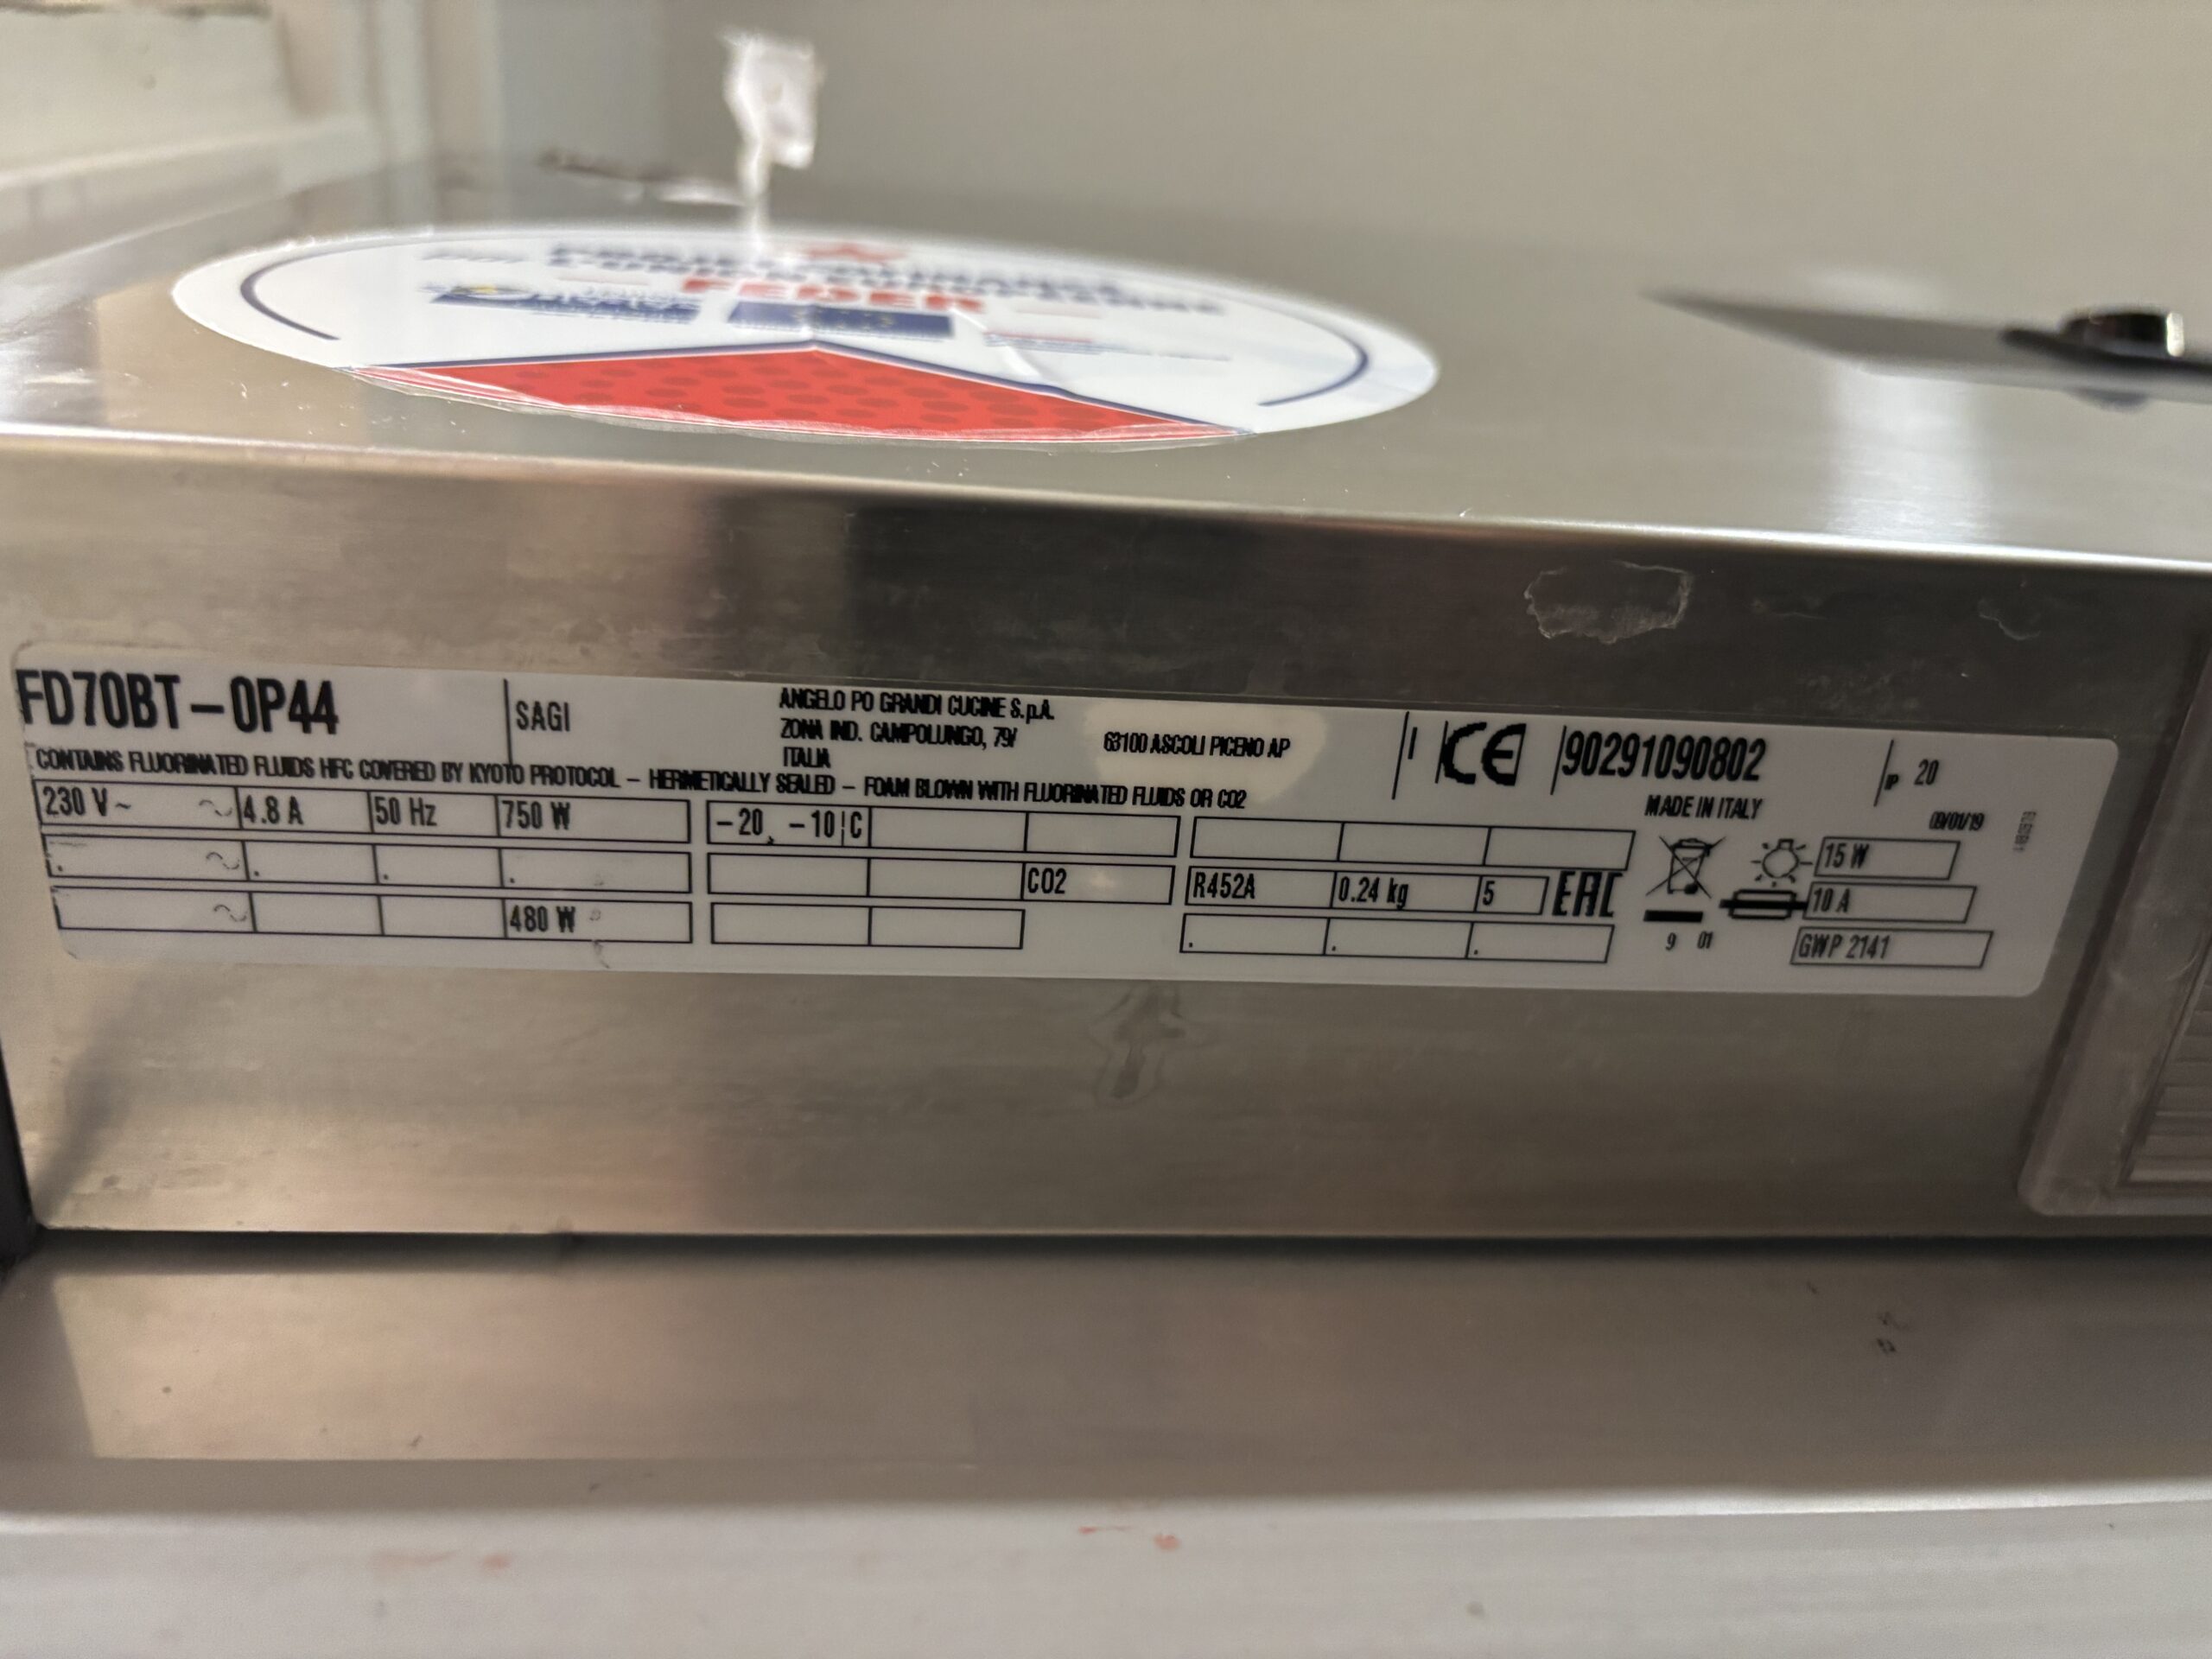 FEDER
FD70BT-0P44
SAGI
ANGELO PO GRANDI CUCINE S.p.A.
ZONA IND. CAMPOLUNGO, 79/
63100 ASCOLI PICENO AP
ITALIA
CE
90291090802
IP 20
MADE IN ITALY
09/01/19
CONTAINS FLUORINATED FLUIDS HFC COVERED BY KYOTO PROTOCOL - HERMETICALLY SEALED - FOAM BLOWN WITH FLUORINATED FLUIDS OR CO2
230 V~ 4.8 A 50 Hz 750 W -20 -10 C
15 W
CO2 R452A 0.24 kg 5 EAC
10 A
480 W
9 01
GWP 2141